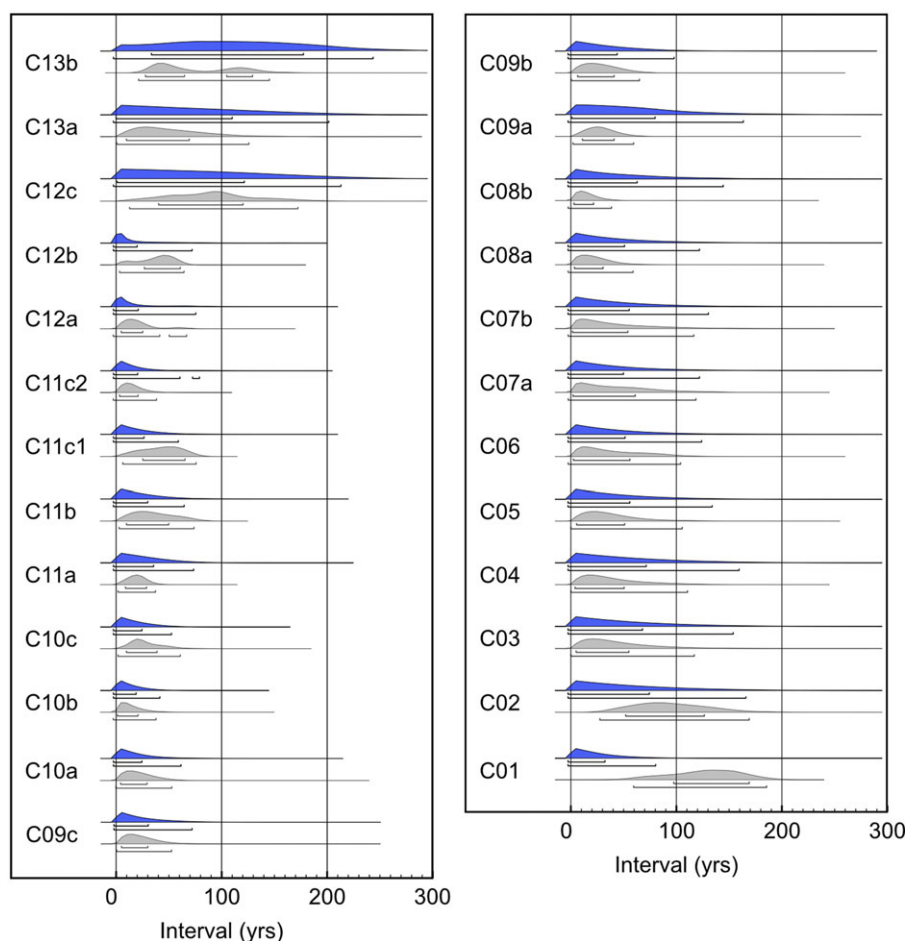 C13b
C13a
C12c
C12b
C12a
C11c2
C11c1
C11b
C11a
C10c
C10b
C10a
C09c
0 100 200 300
Interval (yrs)
C09b
C09a
C08b
C08a
C07b
C07a
C06
C05
C04
C03
C02
C01
0 100 200 300
Interval (yrs)